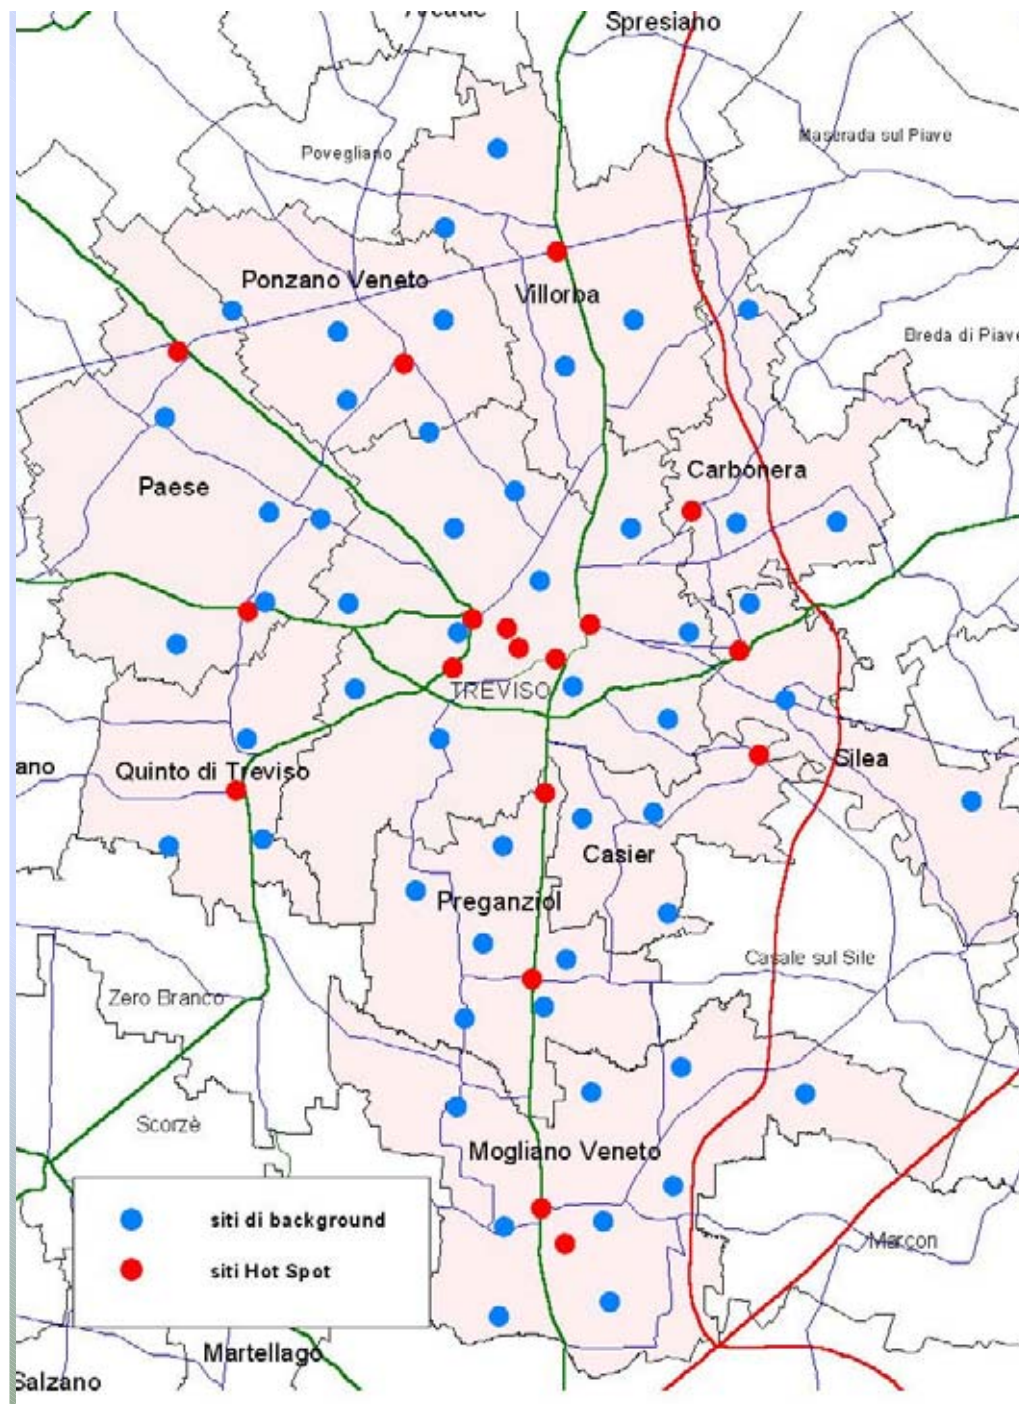 Spresiano
Maserada sul Piave
Povegliano
Ponzano Veneto
Villorba
Breda di Piave
Carbonera
Paese
TREVISO
ano
Quinto di Treviso
Silea
Casier
Preganziol
Casale sul Sile
Zero Branco
Scorzè
Mogliano Veneto
siti di background
Marcon
siti Hot Spot
Martellago
Salzano